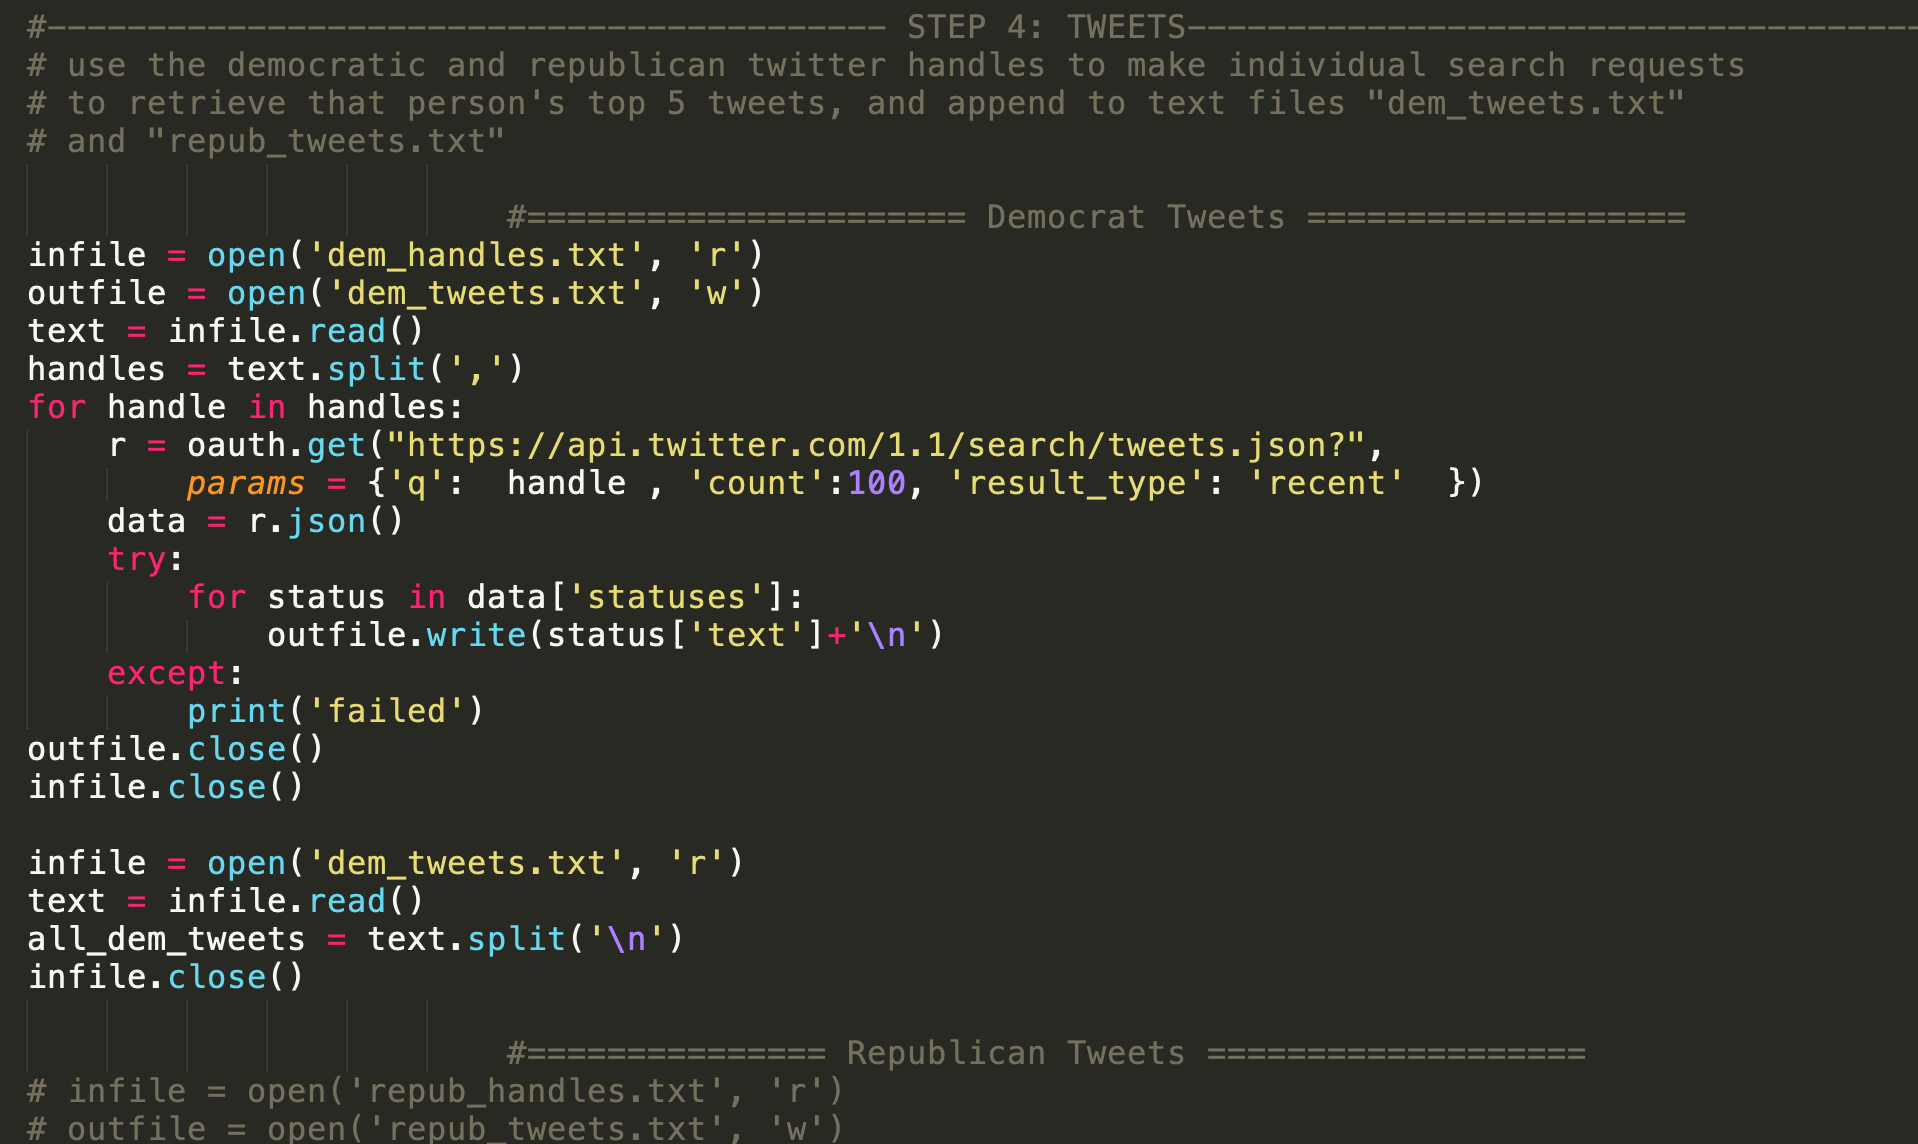 #------------------------------------------ STEP 4: TWEETS-------------------------------------
# use the democratic and republican twitter handles to make individual search requests
# to retrieve that person's top 5 tweets, and append to text files "dem_tweets.txt"
# and "repub_tweets.txt"
#====================== Democrat Tweets ===================
infile = open('dem_handles.txt', 'r')
outfile = open('dem_tweets.txt', 'w')
text = infile.read()
handles = text.split(',')
for handle in handles:
    r = oauth.get("https://api.twitter.com/1.1/search/tweets.json?",
        params = {'q':  handle , 'count':100, 'result_type': 'recent'  })
    data = r.json()
    try:
        for status in data['statuses']:
            outfile.write(status['text']+'\n')
    except:
        print('failed')
outfile.close()
infile.close()
infile = open('dem_tweets.txt', 'r')
text = infile.read()
all_dem_tweets = text.split('\n')
infile.close()
#=============== Republican Tweets ===================
# infile = open('repub_handles.txt', 'r')
# outfile = open('repub_tweets.txt', 'w')